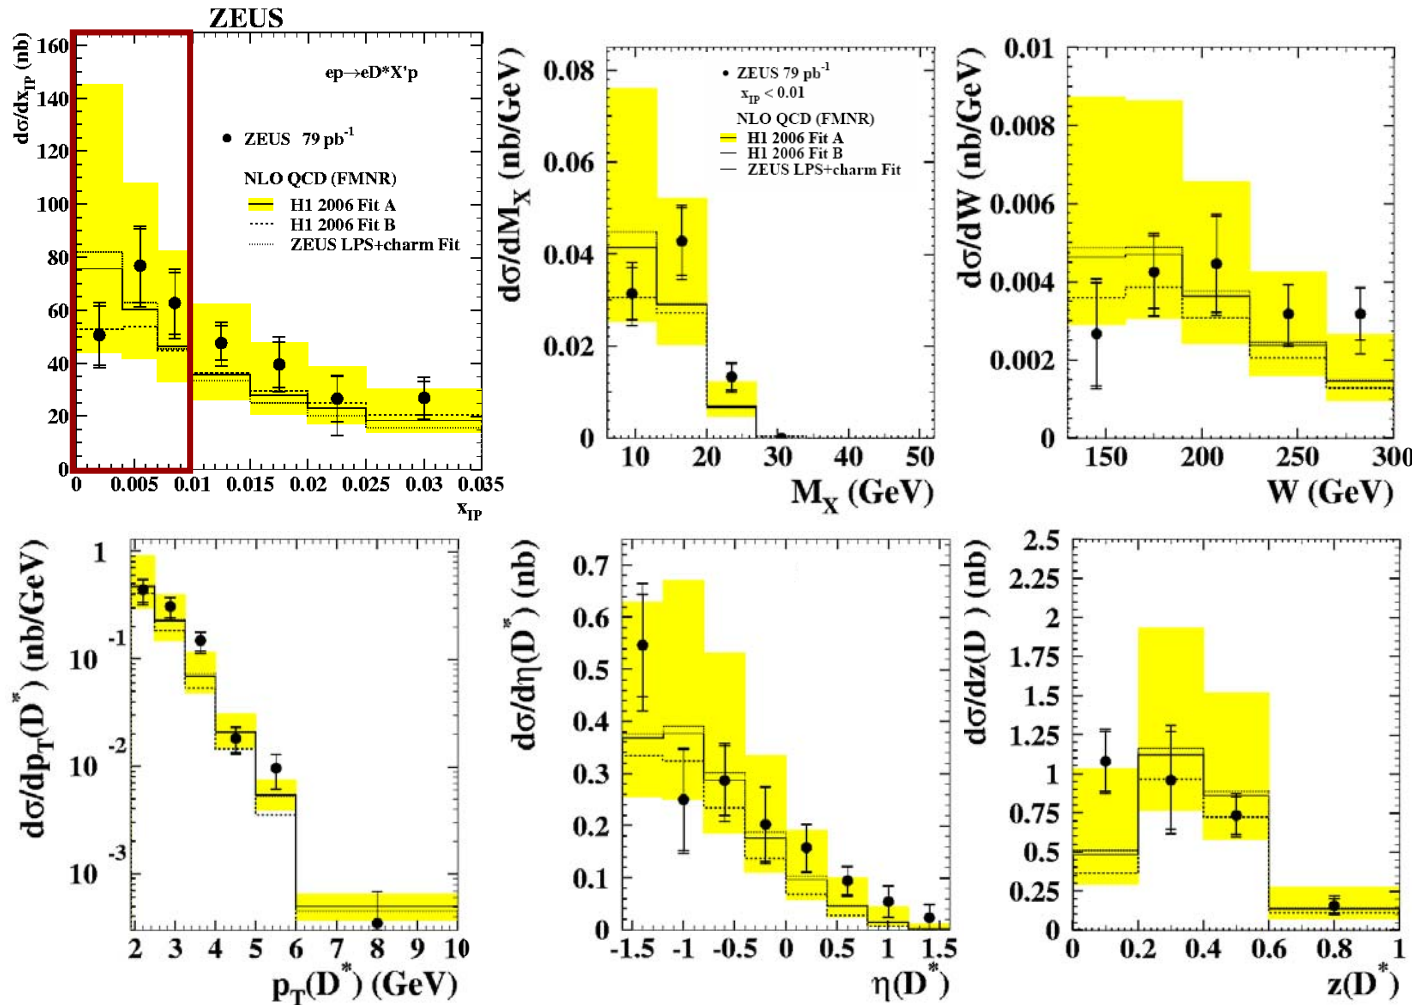 ZEUS
dσ/dx_IP (nb)
160
140
120
100
80
60
40
20
0
0 0.005 0.01 0.015 0.02 0.025 0.03 0.035
x_IP
ep→eD*X'p
ZEUS 79 pb⁻¹
NLO QCD (FMNR)
H1 2006 Fit A
H1 2006 Fit B
ZEUS LPS+charm Fit
dσ/dM_X (nb/GeV)
0.08
0.06
0.04
0.02
0
10 20 30 40 50
M_X (GeV)
ZEUS 79 pb⁻¹
x_IP < 0.01
NLO QCD (FMNR)
H1 2006 Fit A
H1 2006 Fit B
ZEUS LPS+charm Fit
dσ/dW (nb/GeV)
0.01
0.008
0.006
0.004
0.002
0
150 200 250 300
W (GeV)
dσ/dp_T(D*) (nb/GeV)
1
10⁻¹
10⁻²
10⁻³
2 3 4 5 6 7 8 9 10
p_T(D*) (GeV)
dσ/dη(D*) (nb)
0.7
0.6
0.5
0.4
0.3
0.2
0.1
0
-1.5 -1 -0.5 0 0.5 1 1.5
η(D*)
dσ/dz(D*) (nb)
2.5
2.25
2
1.75
1.5
1.25
1
0.75
0.5
0.25
0
0 0.2 0.4 0.6 0.8 1
z(D*)